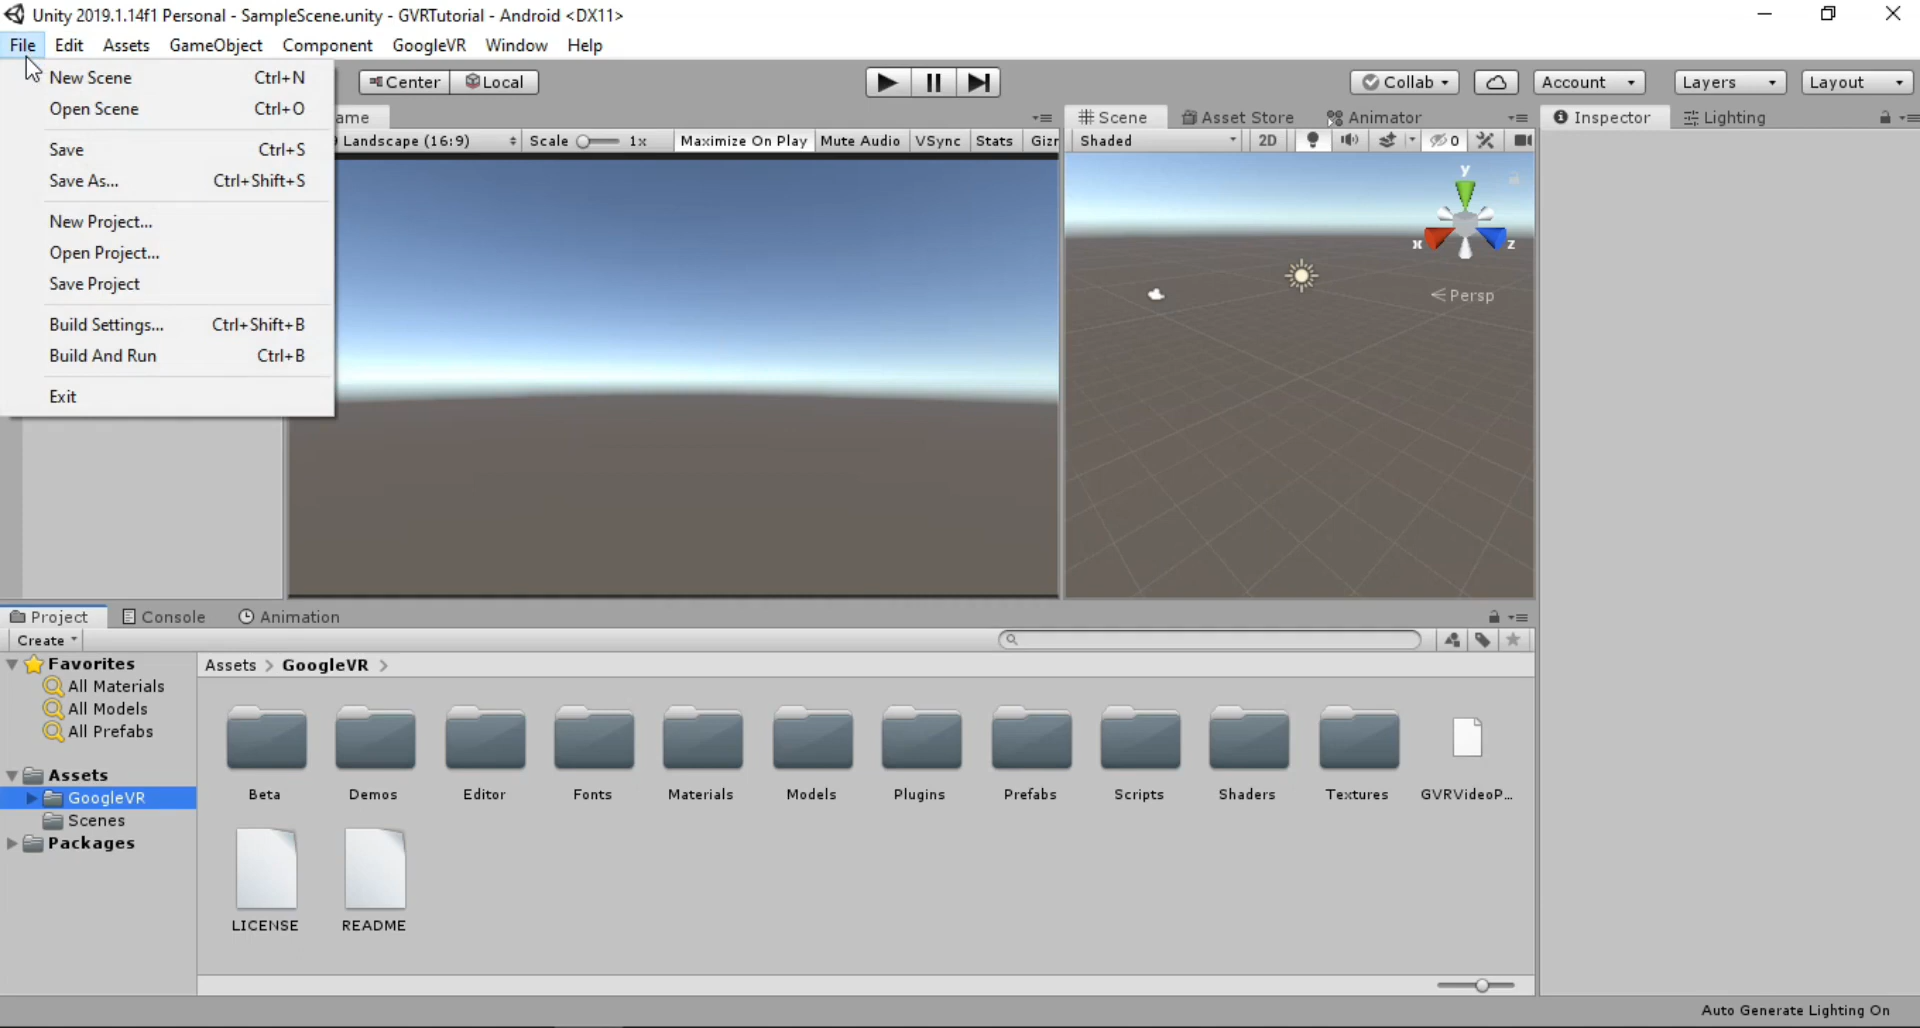 Unity 2019.1.14f1 Personal - SampleScene.unity - GVRTutorial - Android <DX11>
File Edit Assets GameObject Component GoogleVR Window Help
New Scene Ctrl+N
Open Scene Ctrl+O
Save Ctrl+S
Save As... Ctrl+Shift+S
New Project...
Open Project...
Save Project
Build Settings... Ctrl+Shift+B
Build And Run Ctrl+B
Exit
Center Local Collab Account Layers Layout
ame Scene Asset Store Animator Inspector Lighting
Landscape (16:9) Scale 1x Maximize On Play Mute Audio VSync Stats Giz Shaded 2D 0
y
x z
Persp
Project Console Animation
Create
Favorites
All Materials
All Models
All Prefabs
Assets
GoogleVR
Scenes
Packages
Assets > GoogleVR >
Beta Demos Editor Fonts Materials Models Plugins Prefabs Scripts Shaders Textures GVRVideoP...
LICENSE README
Auto Generate Lighting On